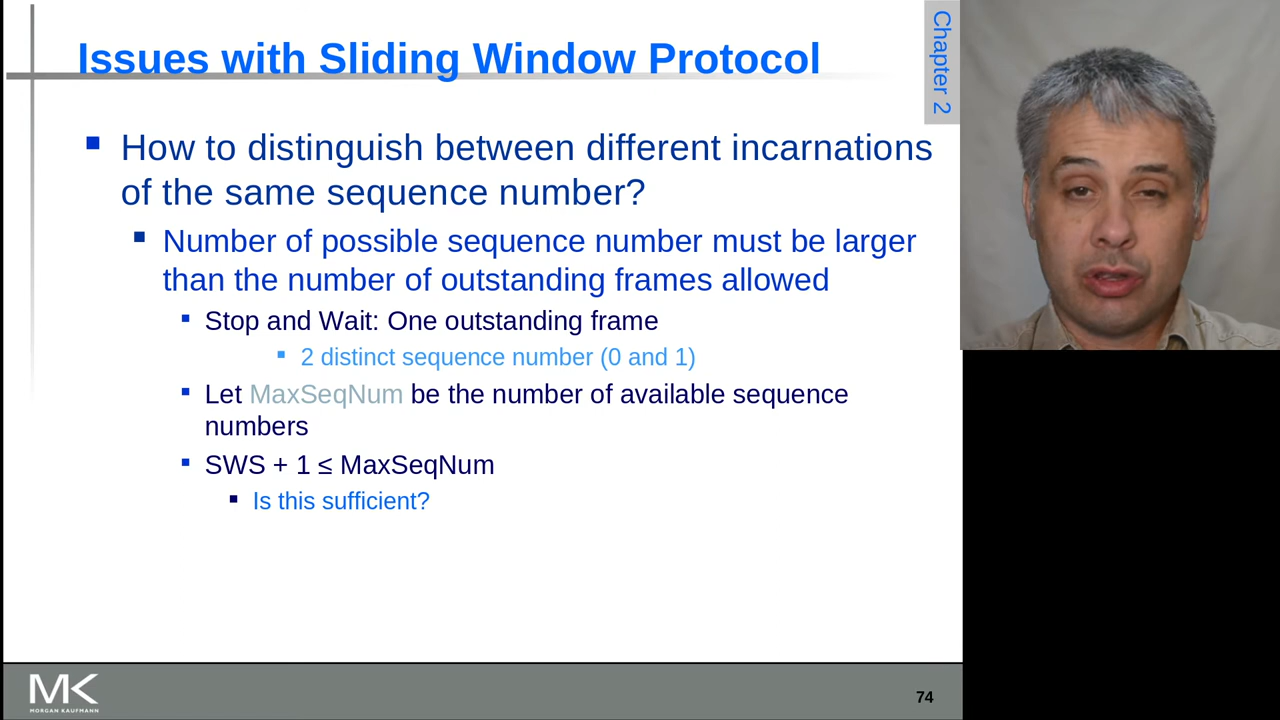 Issues with Sliding Window Protocol
Chapter 2
How to distinguish between different incarnations
of the same sequence number?
Number of possible sequence number must be larger
than the number of outstanding frames allowed
Stop and Wait: One outstanding frame
2 distinct sequence number (0 and 1)
Let MaxSeqNum be the number of available sequence
numbers
SWS + 1 ≤ MaxSeqNum
Is this sufficient?
MK
MORGAN KAUFMANN
74